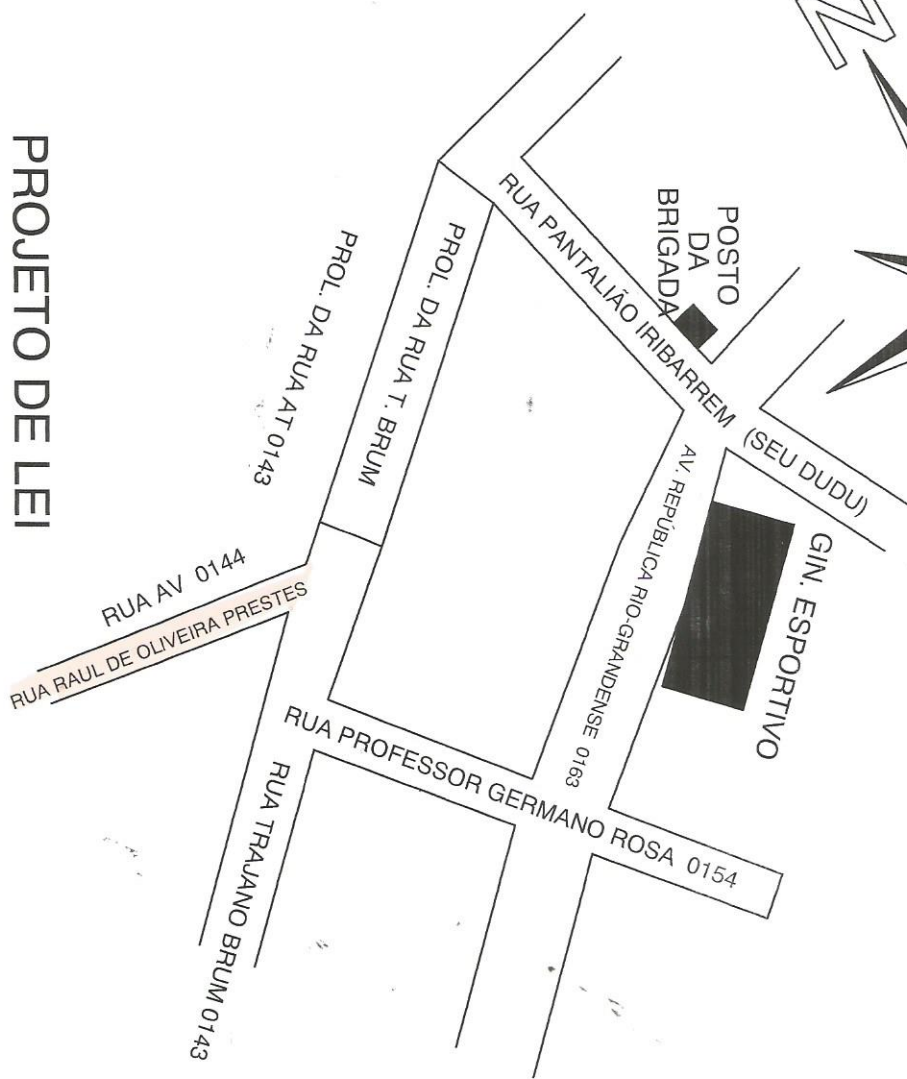 N
POSTO
DA
BRIGADA
RUA PANTALIÃO IRIBARREM (SEU DUDU)
GIN. ESPORTIVO
AV. REPÚBLICA RIO-GRANDENSE 0163
PROL. DA RUA T. BRUM
PROL. DA RUA AT 0143
RUA AV 0144
RUA RAUL DE OLIVEIRA PRESTES
RUA PROFESSOR GERMANO ROSA 0154
RUA TRAJANO BRUM 0143
PROJETO DE LEI